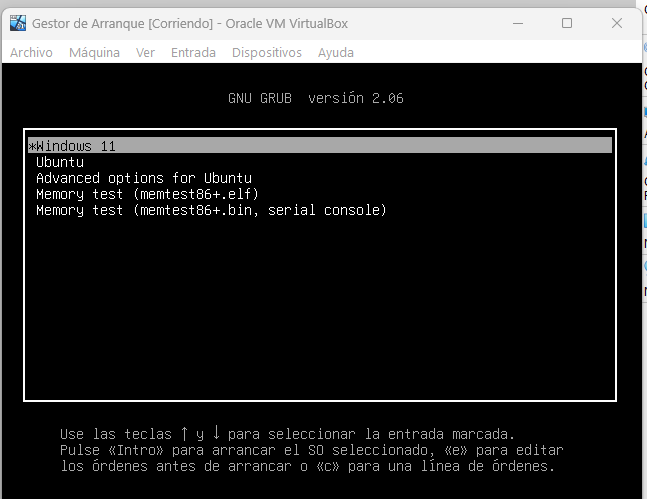 Gestor de Arranque [Corriendo] - Oracle VM VirtualBox
Archivo Máquina Ver Entrada Dispositivos Ayuda
GNU GRUB versión 2.06
*Windows 11
Ubuntu
Advanced options for Ubuntu
Memory test (memtest86+.elf)
Memory test (memtest86+.bin, serial console)
Use las teclas ↑ y ↓ para seleccionar la entrada marcada.
Pulse «Intro» para arrancar el SO seleccionado, «e» para editar
los órdenes antes de arrancar o «c» para una línea de órdenes.